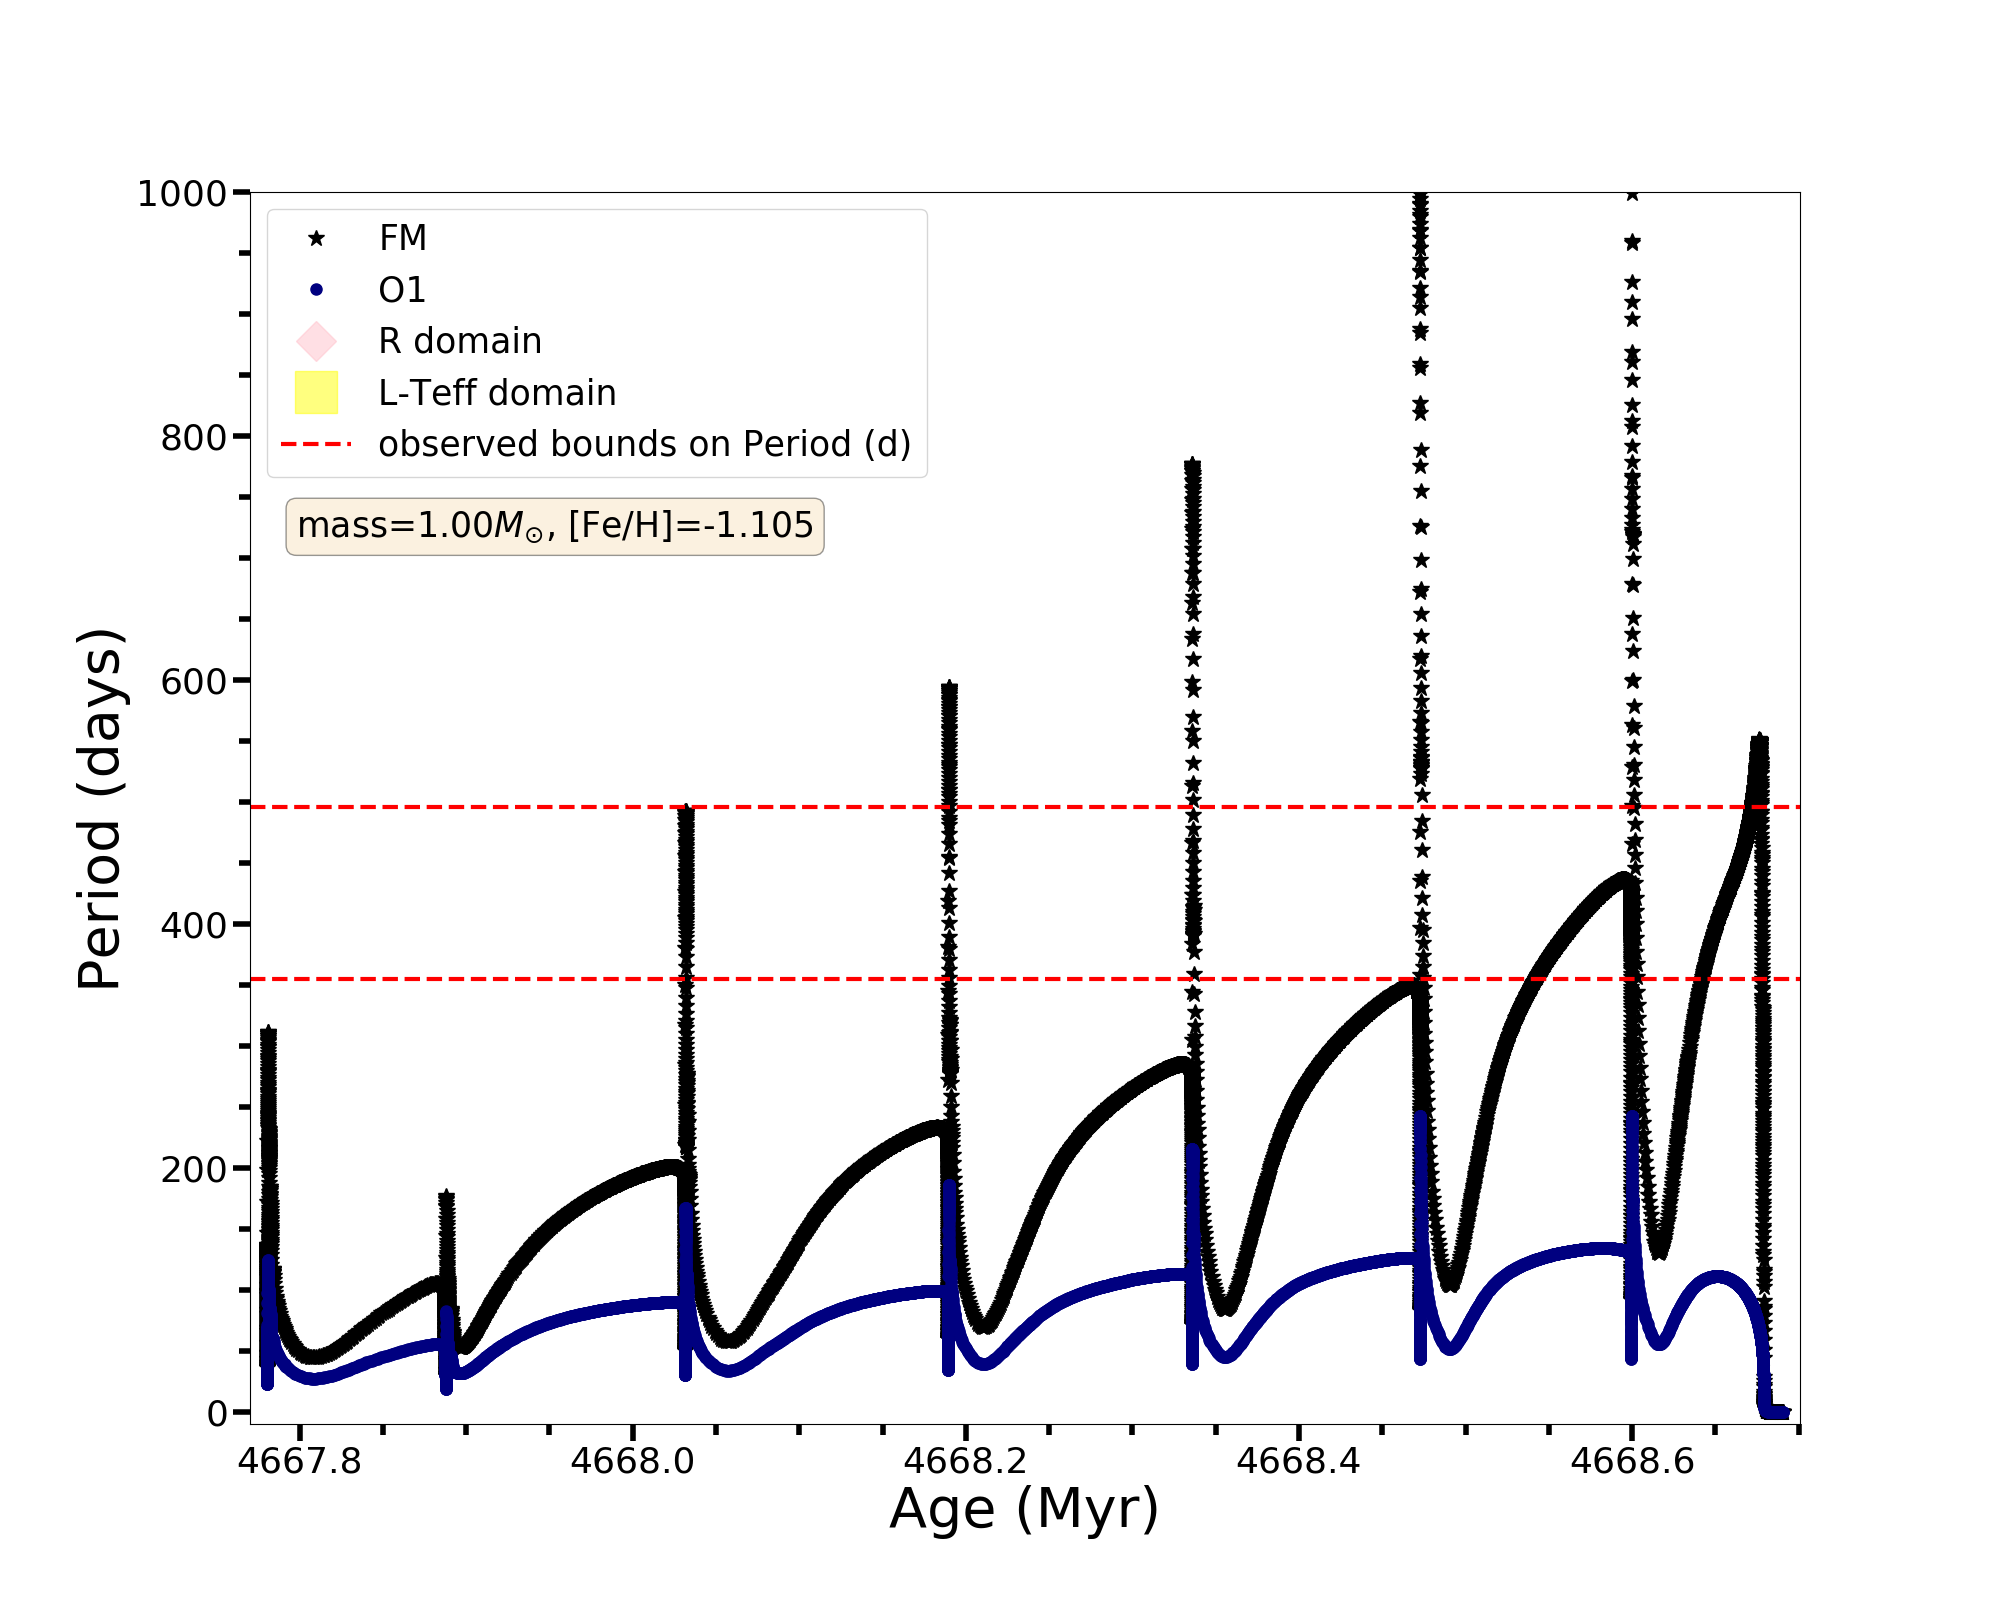 1000
800
600
400
200
0
Period (days)
FM
O1
R domain
L-Teff domain
observed bounds on Period (d)
mass=1.00M⊙, [Fe/H]=-1.105
4667.8 4668.0 4668.2 4668.4 4668.6
Age (Myr)